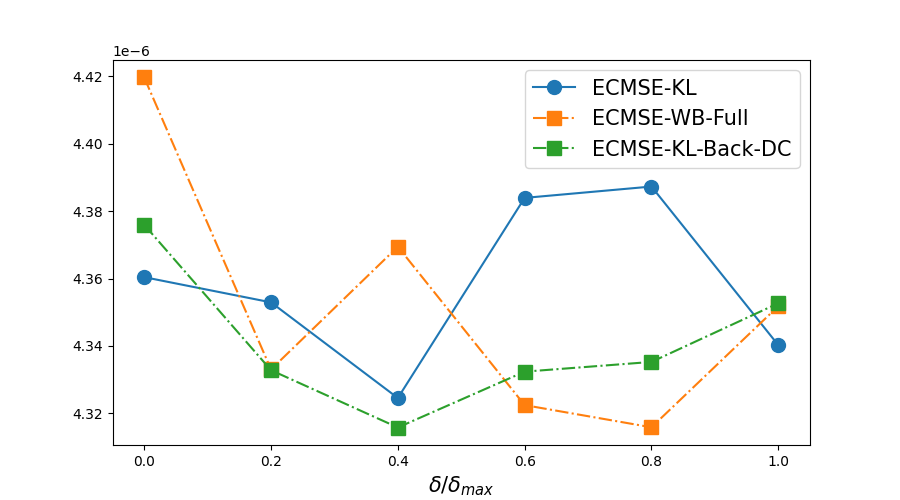 1e−6
4.42
4.40
4.38
4.36
4.34
4.32
0.0
0.2
0.4
0.6
0.8
1.0
δ/δmax
ECMSE-KL
ECMSE-WB-Full
ECMSE-KL-Back-DC